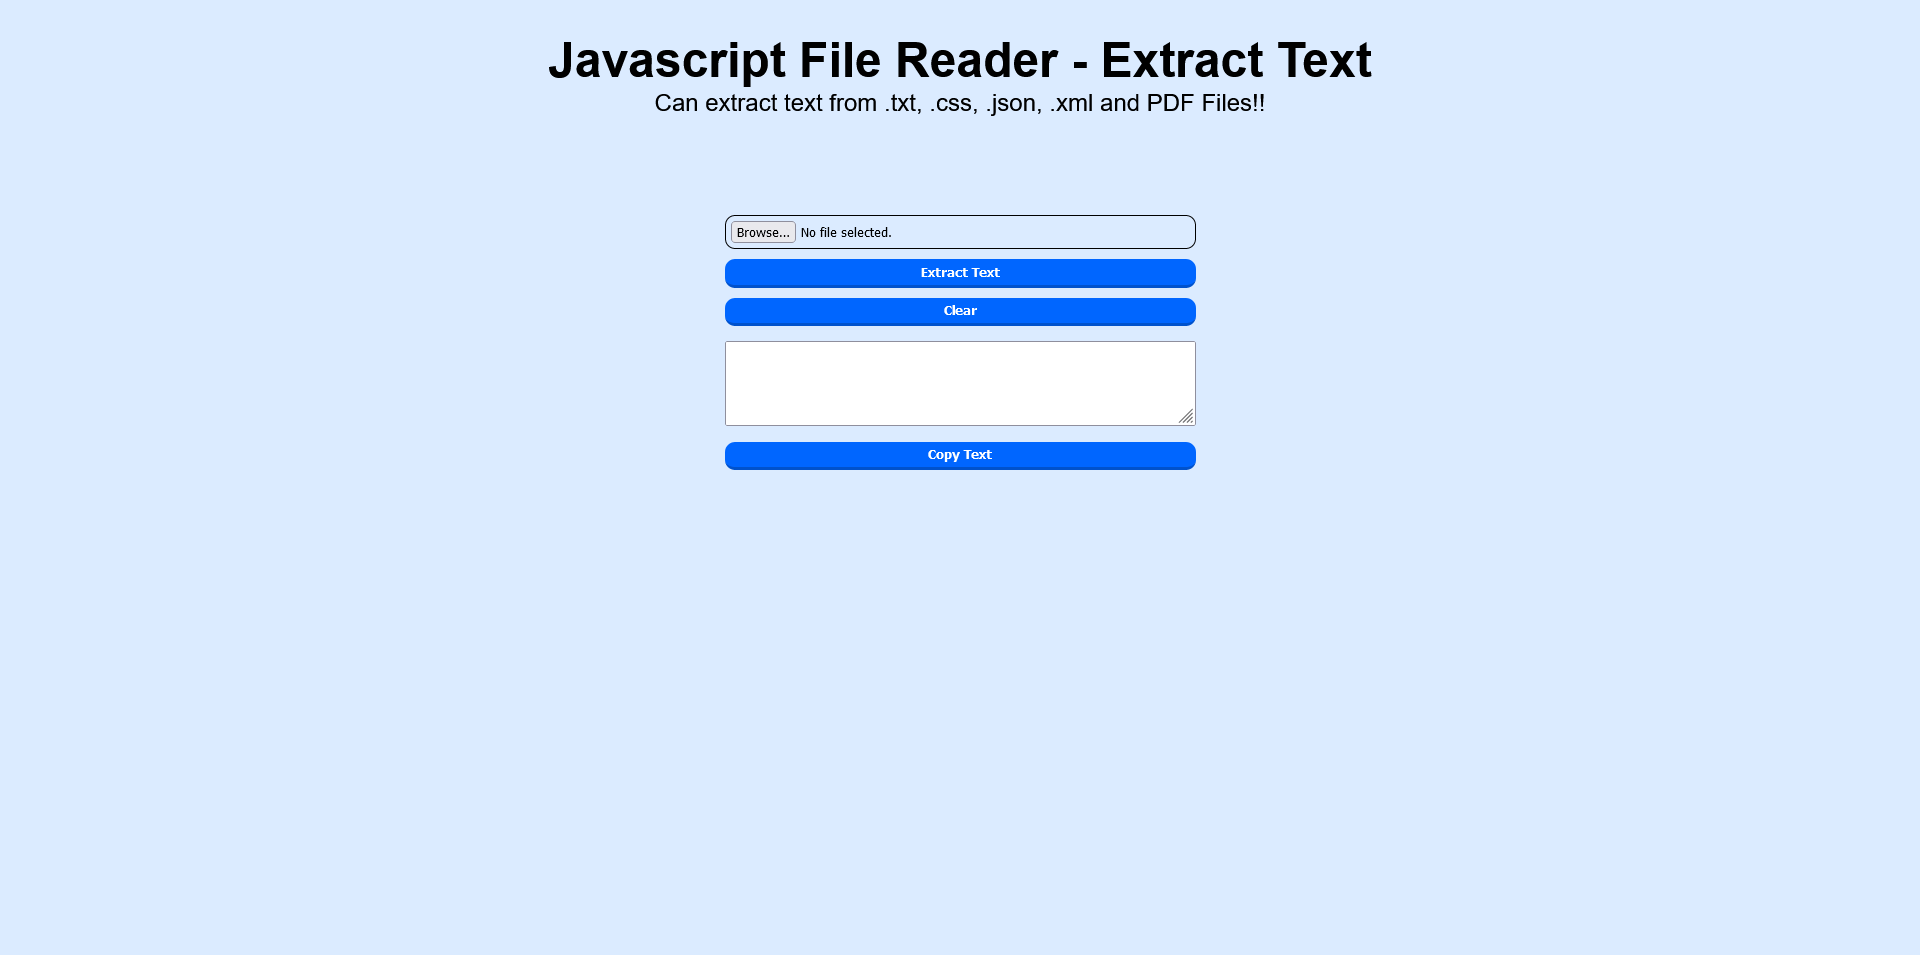 Javascript File Reader - Extract Text
Can extract text from .txt, .css, .json, .xml and PDF Files!!
Browse... No file selected.
Extract Text
Clear
Copy Text